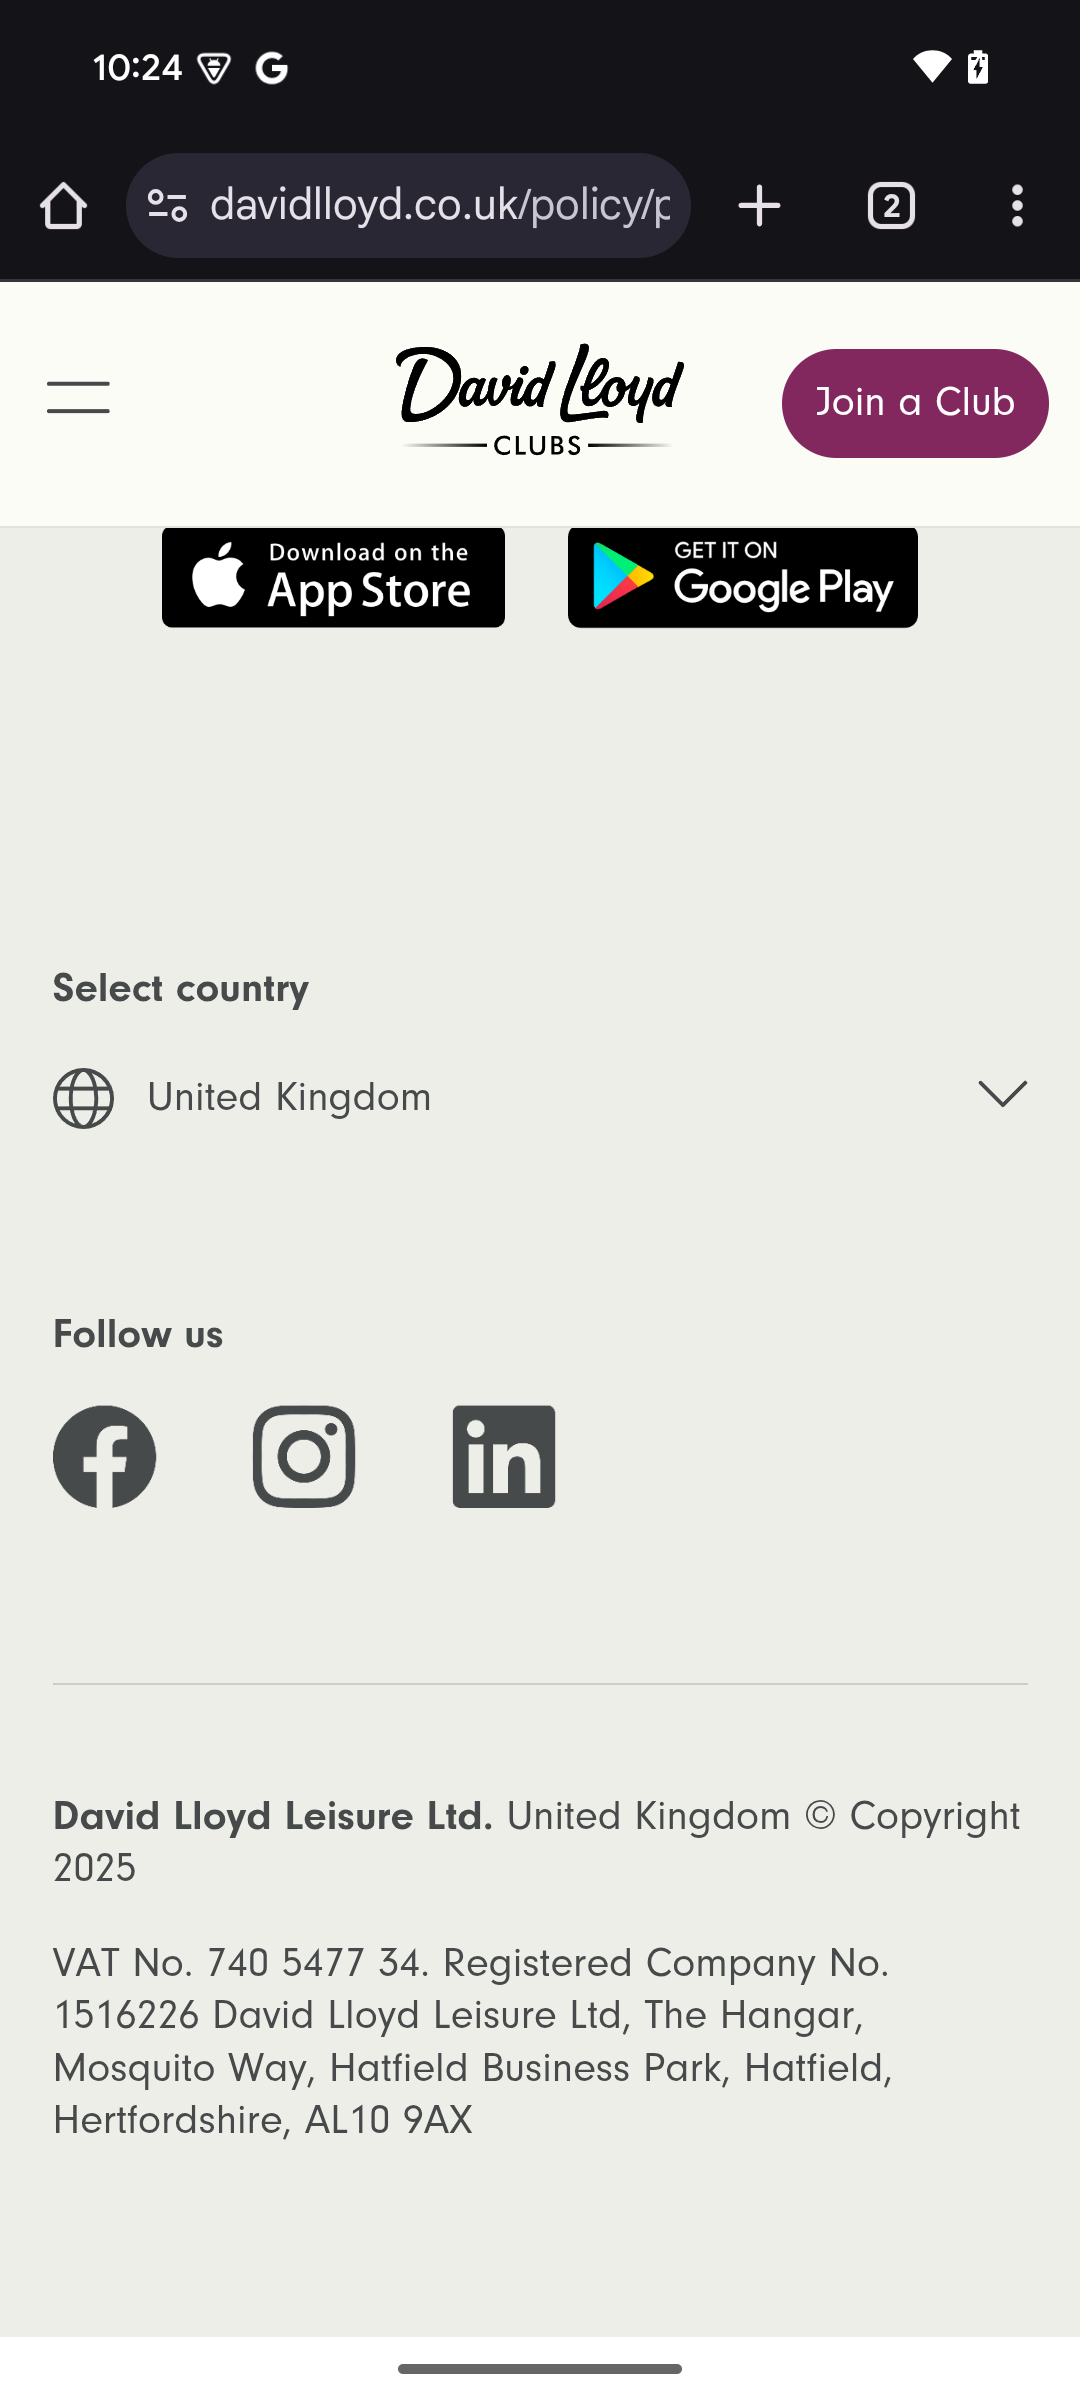 10:24
davidlloyd.co.uk/policy/p
2
David Lloyd
CLUBS
Join a Club
Download on the
App Store
GET IT ON
Google Play
Select country
United Kingdom
Follow us
David Lloyd Leisure Ltd. United Kingdom © Copyright
2025
VAT No. 740 5477 34. Registered Company No.
1516226 David Lloyd Leisure Ltd, The Hangar,
Mosquito Way, Hatfield Business Park, Hatfield,
Hertfordshire, AL10 9AX